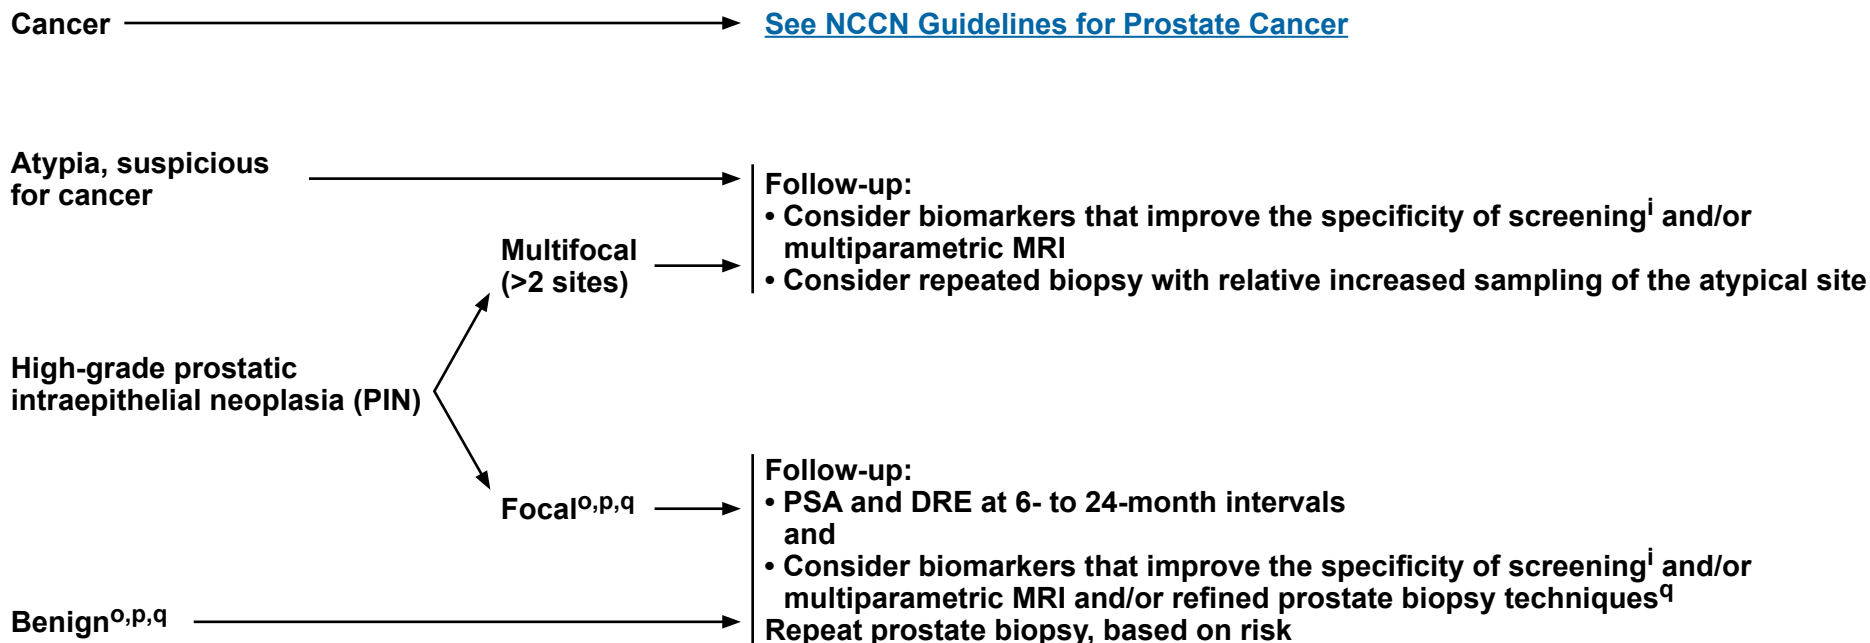 Cancer
See NCCN Guidelines for Prostate Cancer
Atypia, suspicious
for cancer
Follow-up:
• Consider biomarkers that improve the specificity of screeningⁱ and/or
multiparametric MRI
• Consider repeated biopsy with relative increased sampling of the atypical site
Multifocal
(>2 sites)
High-grade prostatic
intraepithelial neoplasia (PIN)
Focalo,p,q
Follow-up:
• PSA and DRE at 6- to 24-month intervals
and
• Consider biomarkers that improve the specificity of screeningⁱ and/or
multiparametric MRI and/or refined prostate biopsy techniquesq
Repeat prostate biopsy, based on risk
Benigno,p,q